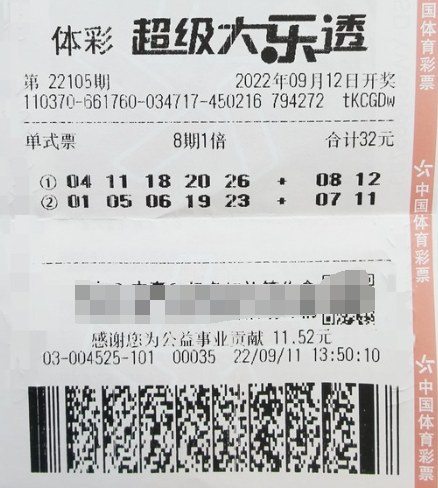 体彩 超级大乐透
第 22105期 2022年09月12日开奖
110370-661760-034717-450216 794272 tKCGDw
单式票 8期1倍 合计32元
① 04 11 18 20 26 + 08 12
② 01 05 06 19 23 + 07 11
感谢您为公益事业贡献 11.52元
03-004525-101 00035 22/09/11 13:50:10
国体育彩票
中国体育彩票
中国体育彩票